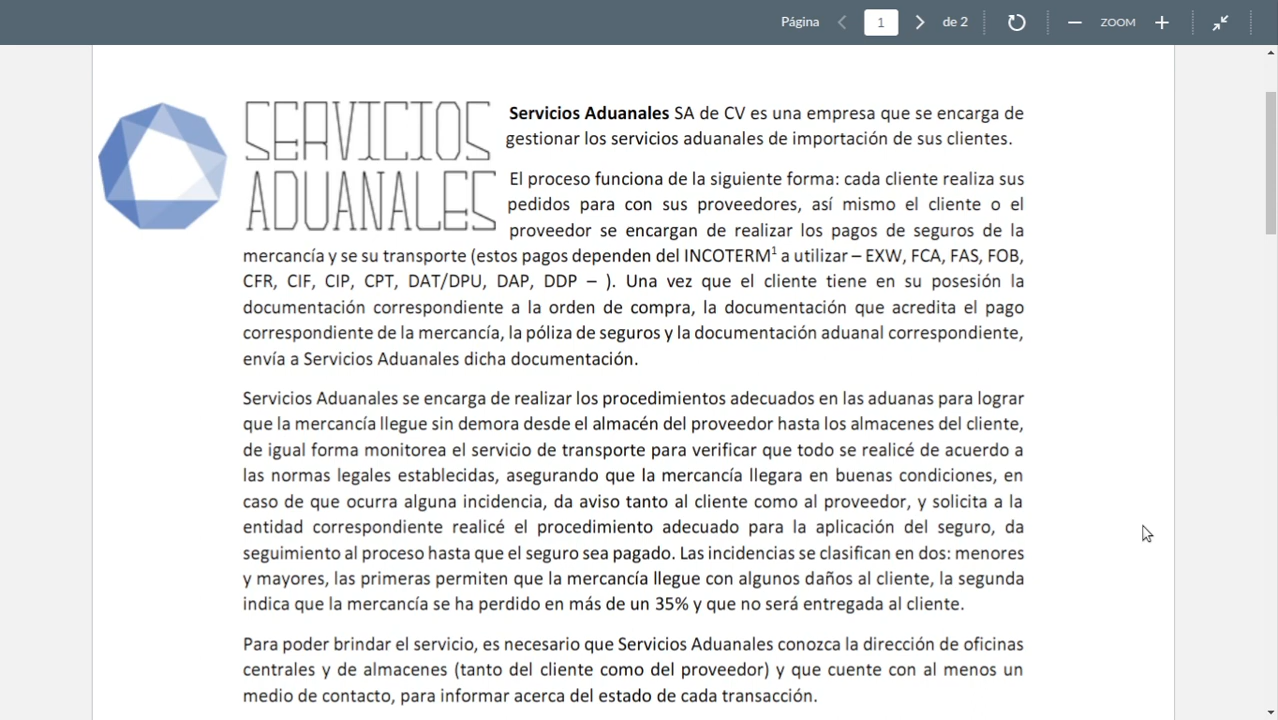 Página 1 de 2 ZOOM
SERVICIOS
ADUANALES
Servicios Aduanales SA de CV es una empresa que se encarga de
gestionar los servicios aduanales de importación de sus clientes.
El proceso funciona de la siguiente forma: cada cliente realiza sus
pedidos para con sus proveedores, así mismo el cliente o el
proveedor se encargan de realizar los pagos de seguros de la
mercancía y se su transporte (estos pagos dependen del INCOTERM¹ a utilizar – EXW, FCA, FAS, FOB,
CFR, CIF, CIP, CPT, DAT/DPU, DAP, DDP – ). Una vez que el cliente tiene en su posesión la
documentación correspondiente a la orden de compra, la documentación que acredita el pago
correspondiente de la mercancía, la póliza de seguros y la documentación aduanal correspondiente,
envía a Servicios Aduanales dicha documentación.
Servicios Aduanales se encarga de realizar los procedimientos adecuados en las aduanas para lograr
que la mercancía llegue sin demora desde el almacén del proveedor hasta los almacenes del cliente,
de igual forma monitorea el servicio de transporte para verificar que todo se realicé de acuerdo a
las normas legales establecidas, asegurando que la mercancía llegara en buenas condiciones, en
caso de que ocurra alguna incidencia, da aviso tanto al cliente como al proveedor, y solicita a la
entidad correspondiente realicé el procedimiento adecuado para la aplicación del seguro, da
seguimiento al proceso hasta que el seguro sea pagado. Las incidencias se clasifican en dos: menores
y mayores, las primeras permiten que la mercancía llegue con algunos daños al cliente, la segunda
indica que la mercancía se ha perdido en más de un 35% y que no será entregada al cliente.
Para poder brindar el servicio, es necesario que Servicios Aduanales conozca la dirección de oficinas
centrales y de almacenes (tanto del cliente como del proveedor) y que cuente con al menos un
medio de contacto, para informar acerca del estado de cada transacción.